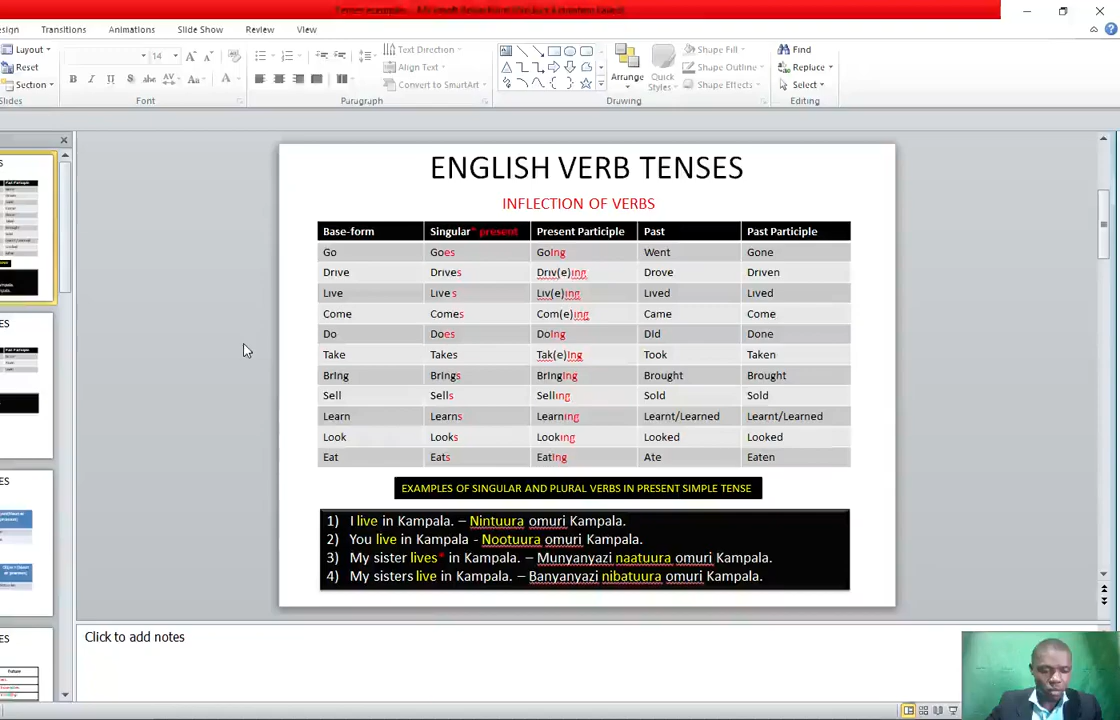 esign Transitions Animations Slide Show Review View
Layout 14 Text Direction Shape Fill Find
Reset Align Text Arrange Quick Styles Shape Outline Replace
Section B I U S abc AV Aa A Convert to SmartArt Shape Effects Select
Slides Font Paragraph Drawing Editing
ENGLISH VERB TENSES
INFLECTION OF VERBS
Base-form Singular* present Present Participle Past Past Participle
Go Goes Going Went Gone
Drive Drives Driv(e)ing Drove Driven
Live Lives Liv(e)ing Lived Lived
Come Comes Com(e)ing Came Come
Do Does Doing Did Done
Take Takes Tak(e)ing Took Taken
Bring Brings Bringing Brought Brought
Sell Sells Selling Sold Sold
Learn Learns Learning Learnt/Learned Learnt/Learned
Look Looks Looking Looked Looked
Eat Eats Eating Ate Eaten
EXAMPLES OF SINGULAR AND PLURAL VERBS IN PRESENT SIMPLE TENSE
1) I live in Kampala. – Nintuura omuri Kampala.
2) You live in Kampala - Nootuura omuri Kampala.
3) My sister lives* in Kampala. – Munyanyazi naatuura omuri Kampala.
4) My sisters live in Kampala. – Banyanyazi nibatuura omuri Kampala.
Click to add notes